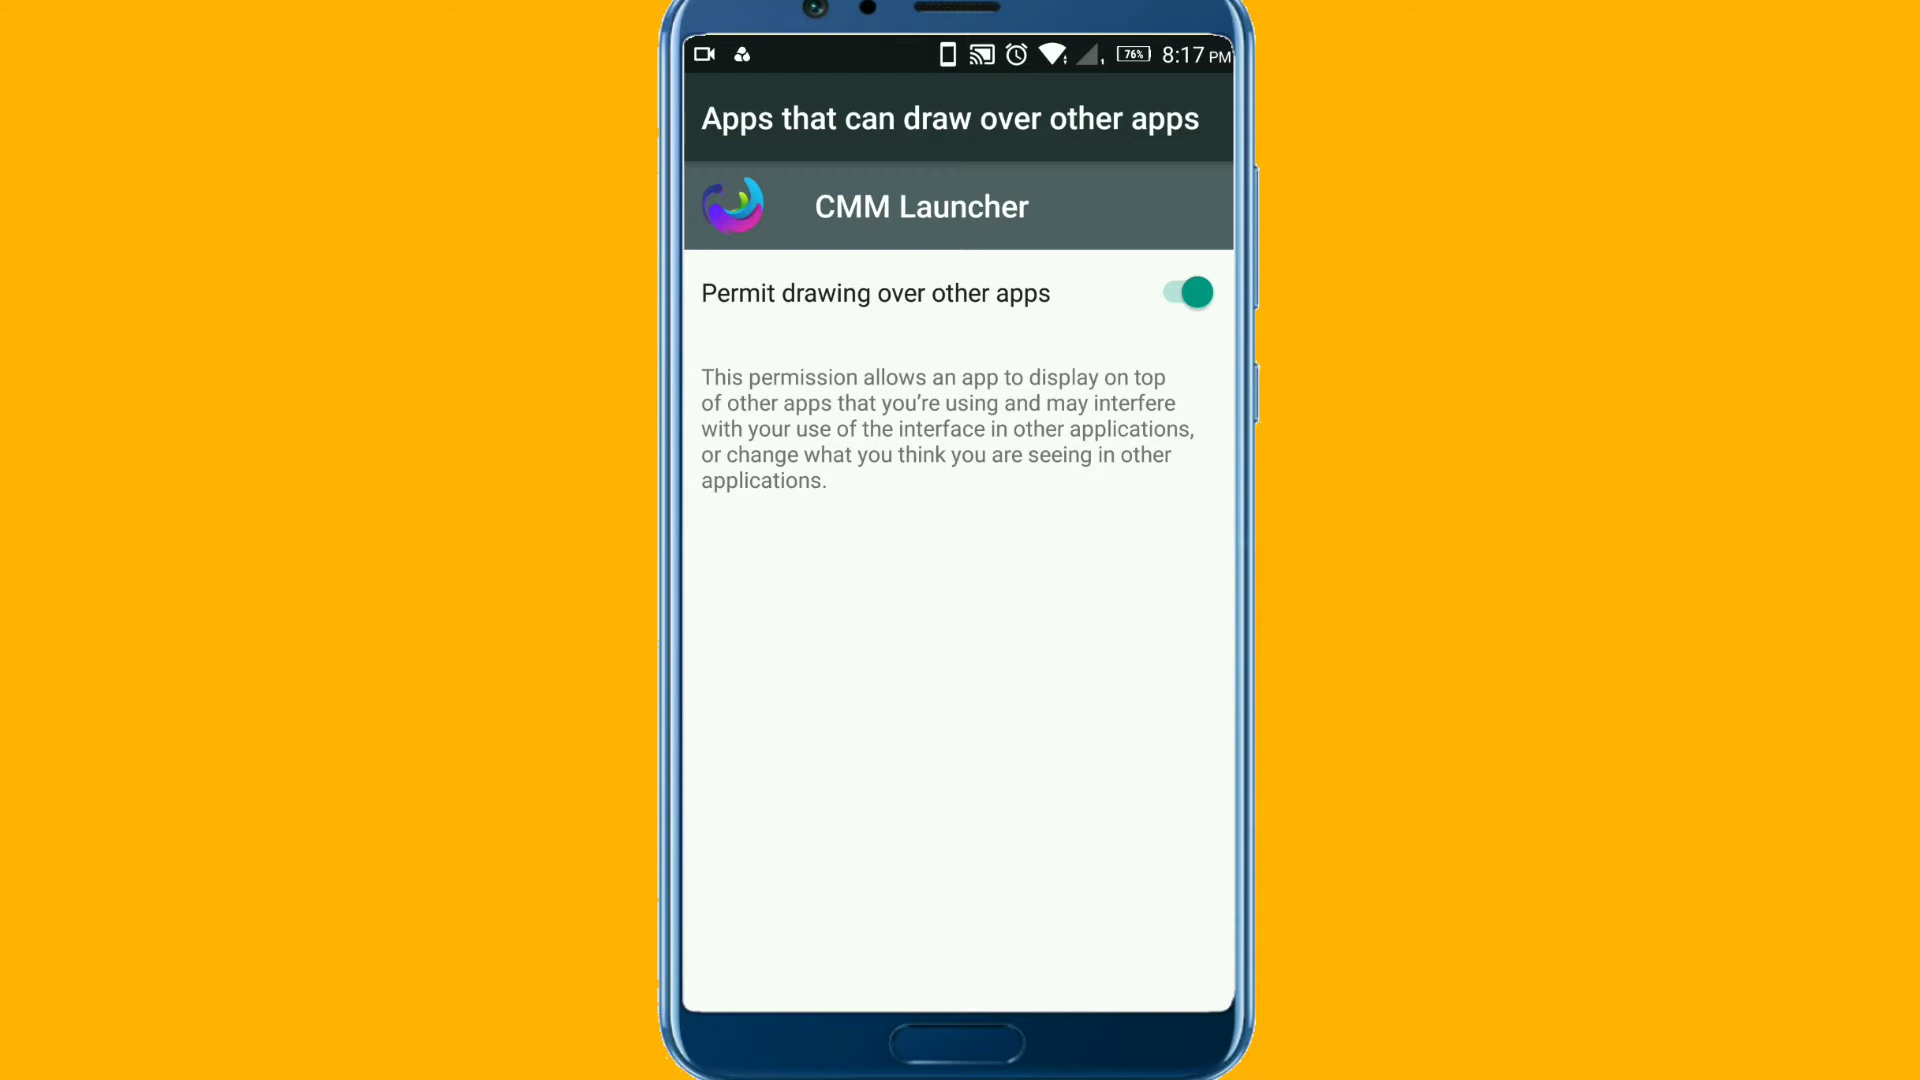 76% 8:17 PM
Apps that can draw over other apps
CMM Launcher
Permit drawing over other apps
This permission allows an app to display on top
of other apps that you’re using and may interfere
with your use of the interface in other applications,
or change what you think you are seeing in other
applications.